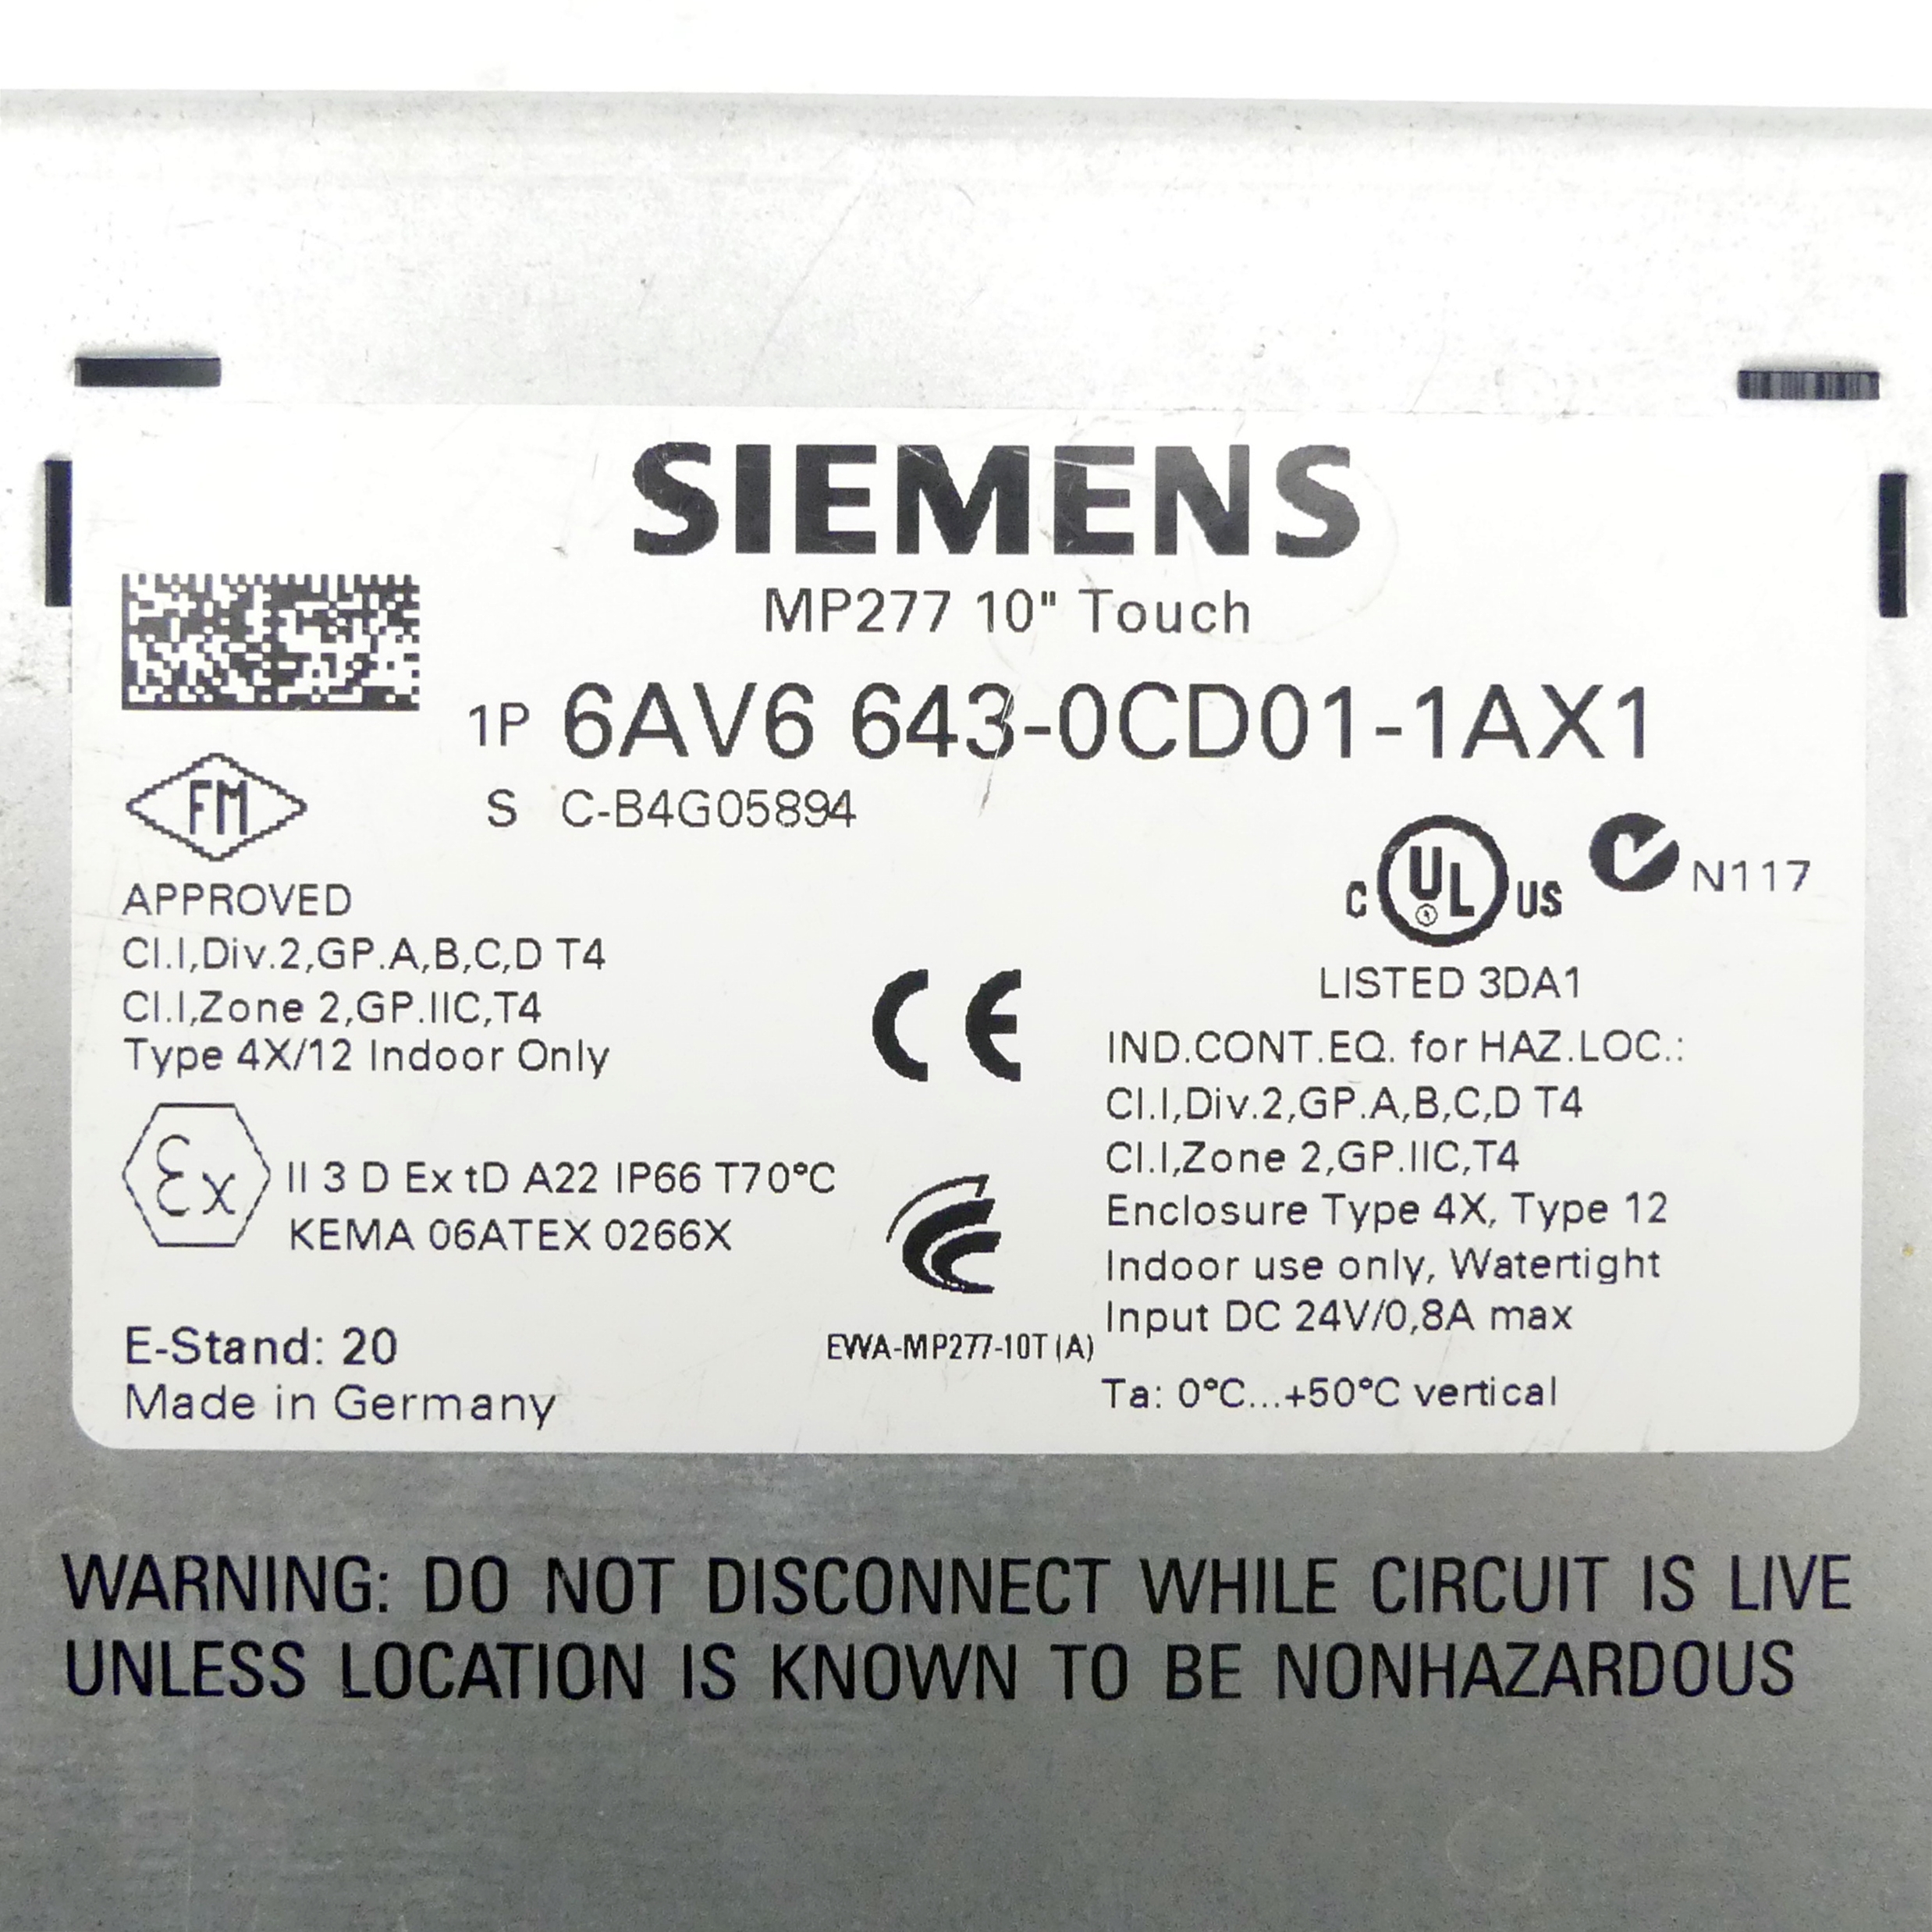 SIEMENS
MP277 10" Touch
1P 6AV6 643-0CD01-1AX1
S C-B4G05894
FM
APPROVED
Cl.I,Div.2,GP.A,B,C,D T4
Cl.I,Zone 2,GP.IIC,T4
Type 4X/12 Indoor Only
Ex II 3 D Ex tD A22 IP66 T70°C
KEMA 06ATEX 0266X
E-Stand: 20
Made in Germany
CE
EWA-MP277-10T(A)
C UL US N117
LISTED 3DA1
IND.CONT.EQ. for HAZ.LOC.:
Cl.I,Div.2,GP.A,B,C,D T4
Cl.I,Zone 2,GP.IIC,T4
Enclosure Type 4X, Type 12
Indoor use only, Watertight
Input DC 24V/0,8A max
Ta: 0°C...+50°C vertical
WARNING: DO NOT DISCONNECT WHILE CIRCUIT IS LIVE
UNLESS LOCATION IS KNOWN TO BE NONHAZARDOUS